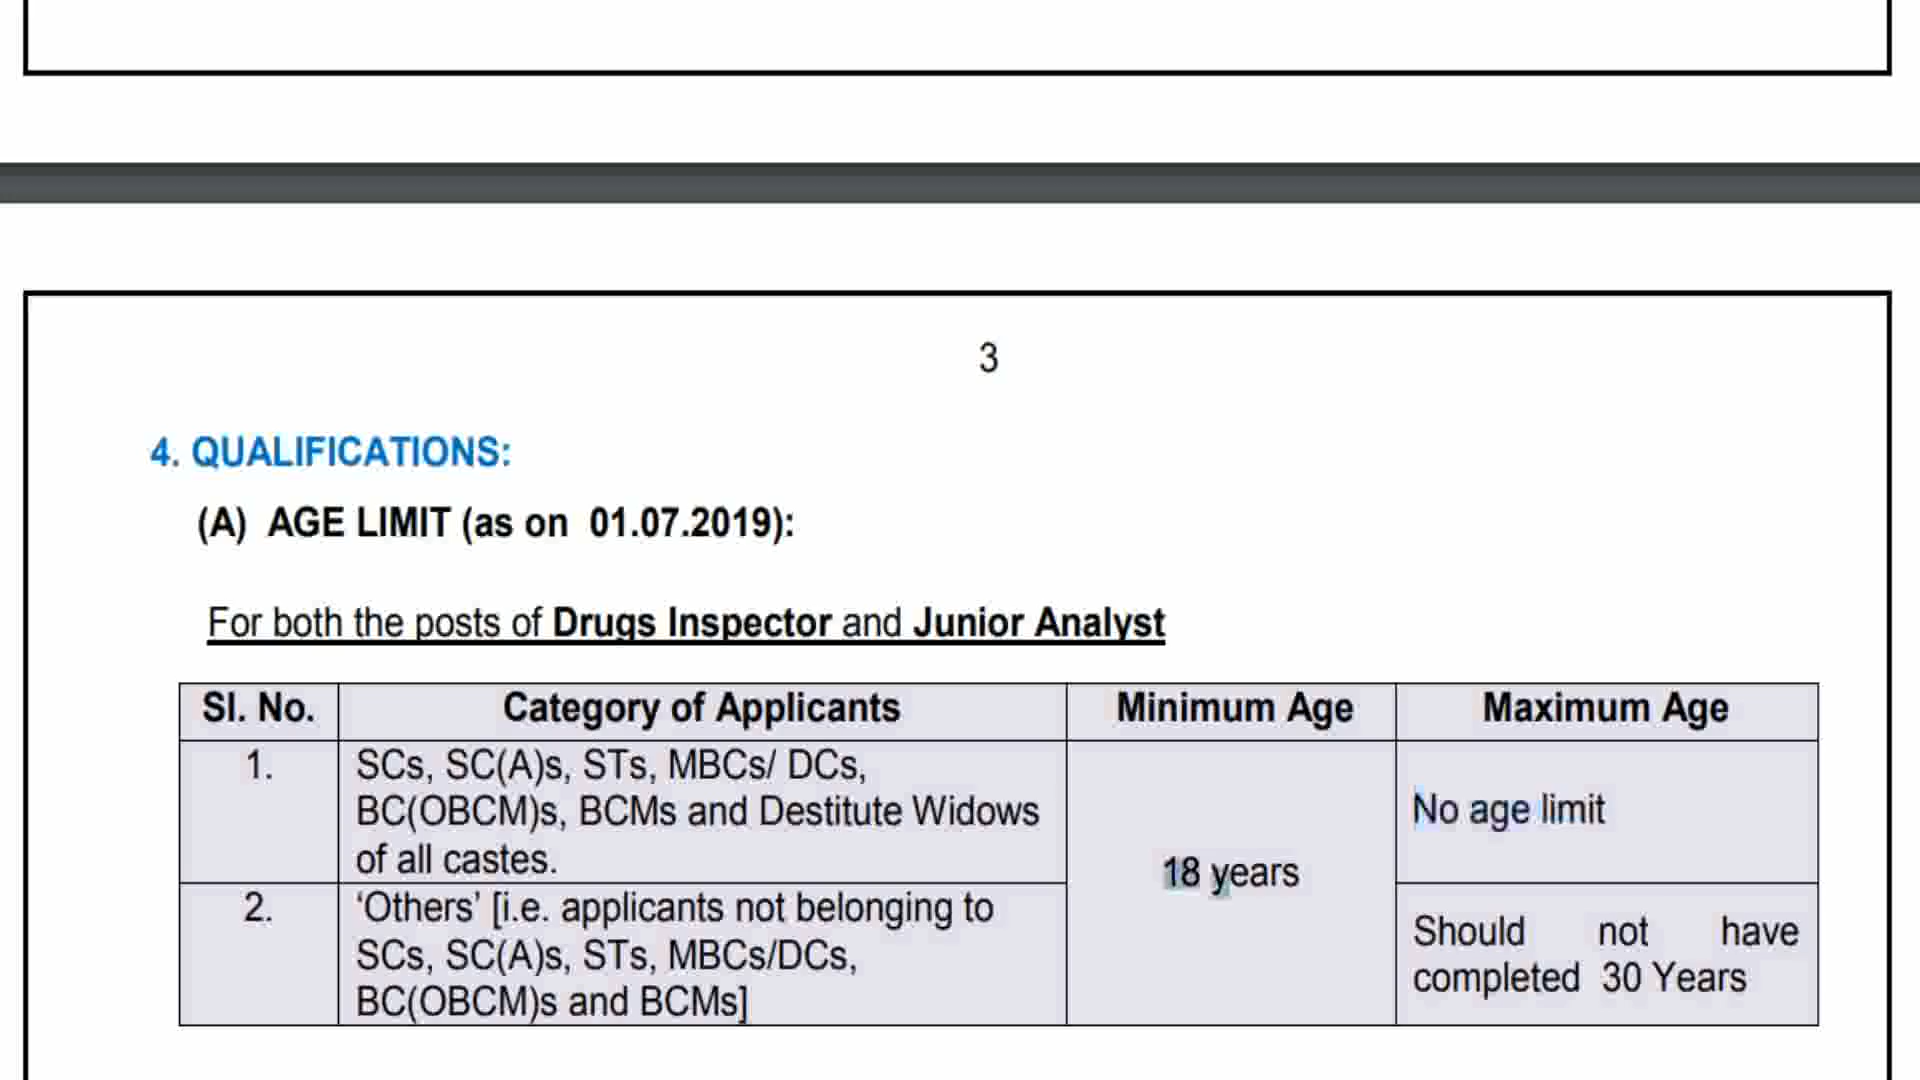 3
4. QUALIFICATIONS:
(A) AGE LIMIT (as on 01.07.2019):
For both the posts of Drugs Inspector and Junior Analyst
Sl. No. Category of Applicants Minimum Age Maximum Age
1. SCs, SC(A)s, STs, MBCs/ DCs,
BC(OBCM)s, BCMs and Destitute Widows
of all castes.
18 years
No age limit
2. ‘Others’ [i.e. applicants not belonging to
SCs, SC(A)s, STs, MBCs/DCs,
BC(OBCM)s and BCMs]
Should not have
completed 30 Years